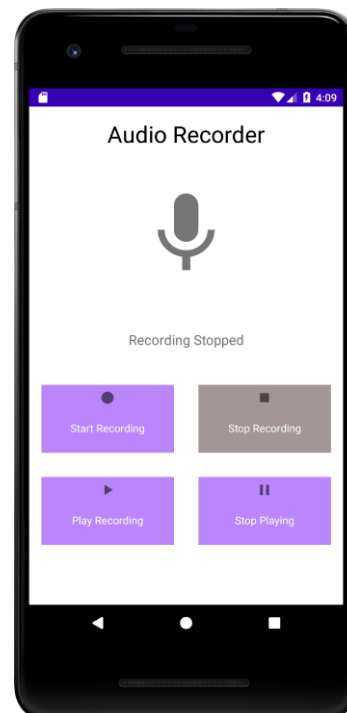 4:09
Audio Recorder
Recording Stopped
Start Recording
Stop Recording
Play Recording
Stop Playing